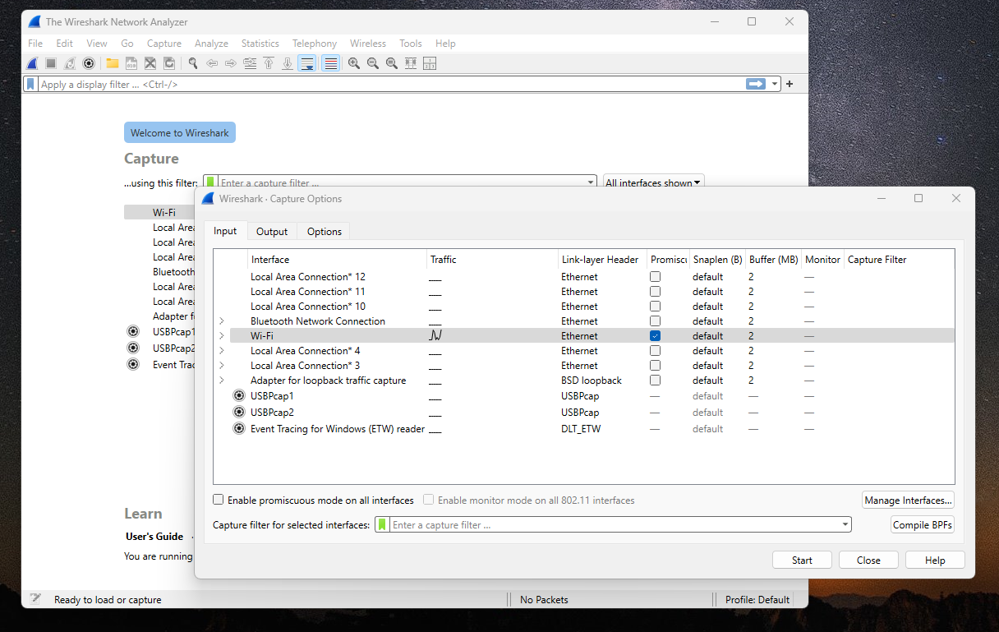 The Wireshark Network Analyzer
File Edit View Go Capture Analyze Statistics Telephony Wireless Tools Help
Apply a display filter ... <Ctrl-/>
Welcome to Wireshark
Capture
...using this filter: Enter a capture filter ... All interfaces shown
Wi-Fi
Local Area
Local Area
Local Area
Bluetooth
Local Area
Local Area
Adapter f
USBPcap1
USBPcap2
Event Trac
Learn
User's Guide ·
You are running
Ready to load or capture No Packets Profile: Default
Wireshark · Capture Options
Input Output Options
Interface Traffic Link-layer Header Promiscu Snaplen (B) Buffer (MB) Monitor Capture Filter
Local Area Connection* 12 Ethernet default 2 —
Local Area Connection* 11 Ethernet default 2 —
Local Area Connection* 10 Ethernet default 2 —
Bluetooth Network Connection Ethernet default 2 —
Wi-Fi Ethernet default 2 —
Local Area Connection* 4 Ethernet default 2 —
Local Area Connection* 3 Ethernet default 2 —
Adapter for loopback traffic capture BSD loopback default 2 —
USBPcap1 USBPcap — default — —
USBPcap2 USBPcap — default — —
Event Tracing for Windows (ETW) reader DLT_ETW — default — —
Enable promiscuous mode on all interfaces Enable monitor mode on all 802.11 interfaces Manage Interfaces...
Capture filter for selected interfaces: Enter a capture filter ... Compile BPFs
Start Close Help